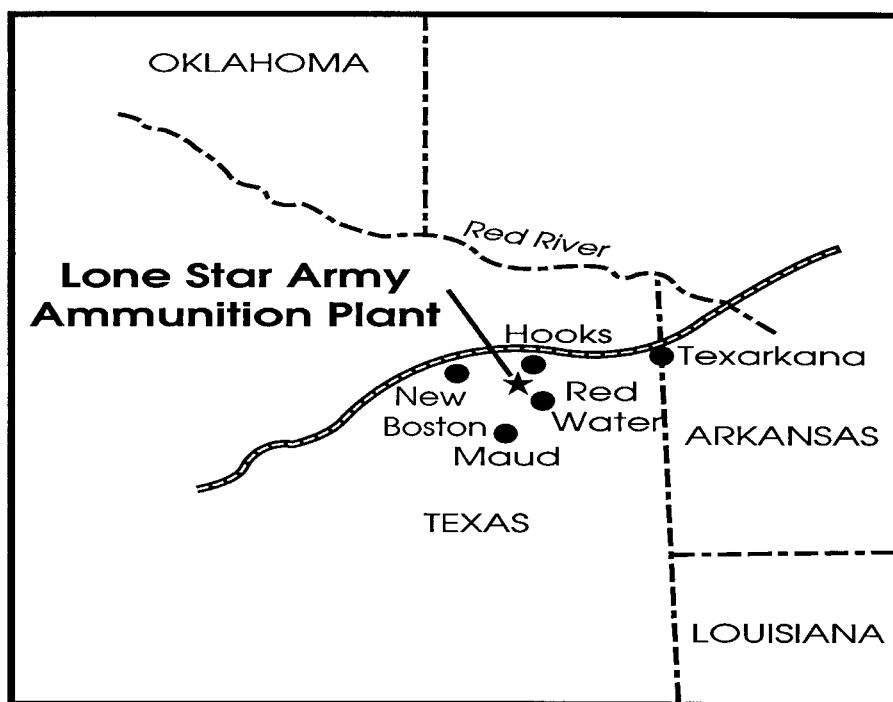 OKLAHOMA
Red River
Lone Star Army
Ammunition Plant
Hooks
Texarkana
New
Boston
Red
Water
Maud
ARKANSAS
TEXAS
LOUISIANA